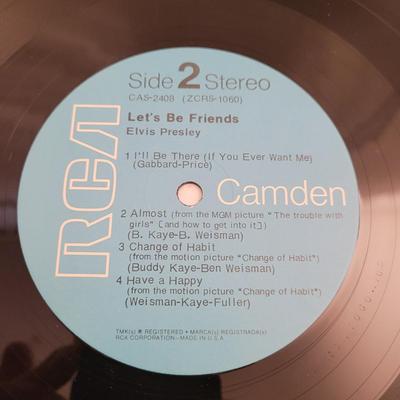 Side 2 Stereo
CAS-2408 (ZCRS-1060)
Let's Be Friends
Elvis Presley
1 I'll Be There (If You Ever Want Me)
(Gabbard-Price)
RCA Camden
2 Almost (from the MGM picture "The trouble with
girls" [and how to get into it])
(B. Kaye-B. Weisman)
3 Change of Habit
(from the motion picture "Change of Habit")
(Buddy Kaye-Ben Weisman)
4 Have a Happy
(from the motion picture "Change of Habit")
(Weisman-Kaye-Fuller)
TMK(s) ® REGISTERED • MARCA(s) REGISTRADA(s)
RCA CORPORATION-MADE IN U.S.A.